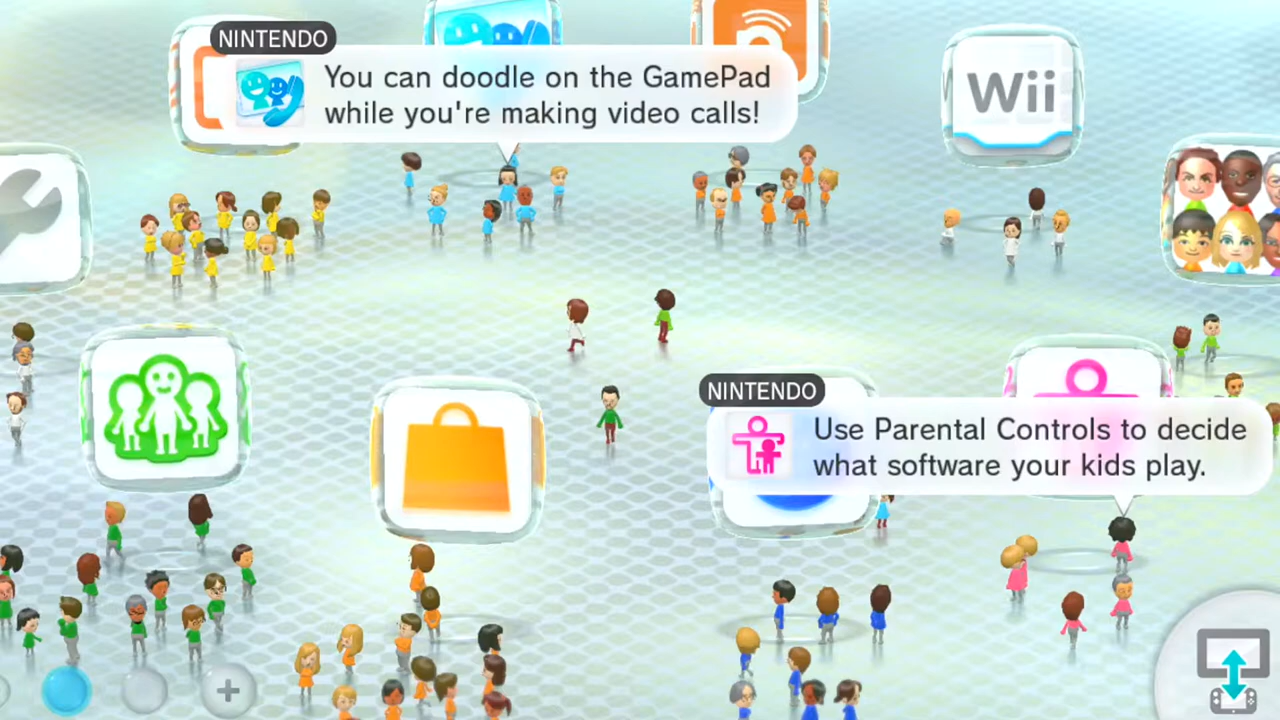 NINTENDO
You can doodle on the GamePad
while you're making video calls!
Wii
NINTENDO
Use Parental Controls to decide
what software your kids play.